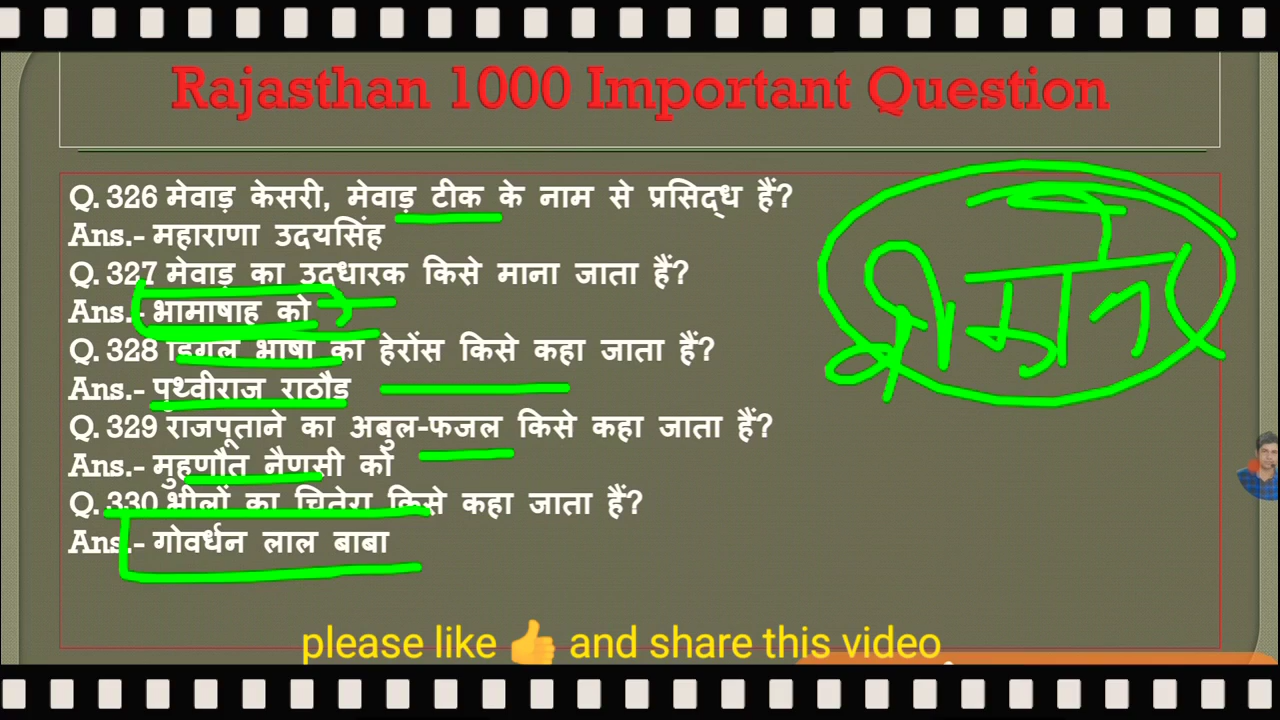 Rajasthan 1000 Important Question
Q. 326 मेवाड़ केसरी, मेवाड़ टीक के नाम से प्रसिद्ध हैं?
Ans.- महाराणा उदयसिंह
Q. 327 मेवाड़ का उद्धारक किसे माना जाता हैं?
Ans.- भामाषाह को
Q. 328 डिंगल भाषा का हेरोंस किसे कहा जाता हैं?
Ans.- पृथ्वीराज राठौड़
Q. 329 राजपूताने का अबुल-फजल किसे कहा जाता हैं?
Ans.- मुहणौत नैणसी को
Q. 330 भीलों का चितेरा किसे कहा जाता हैं?
Ans.- गोवर्धन लाल बाबा
please like 👍 and share this video